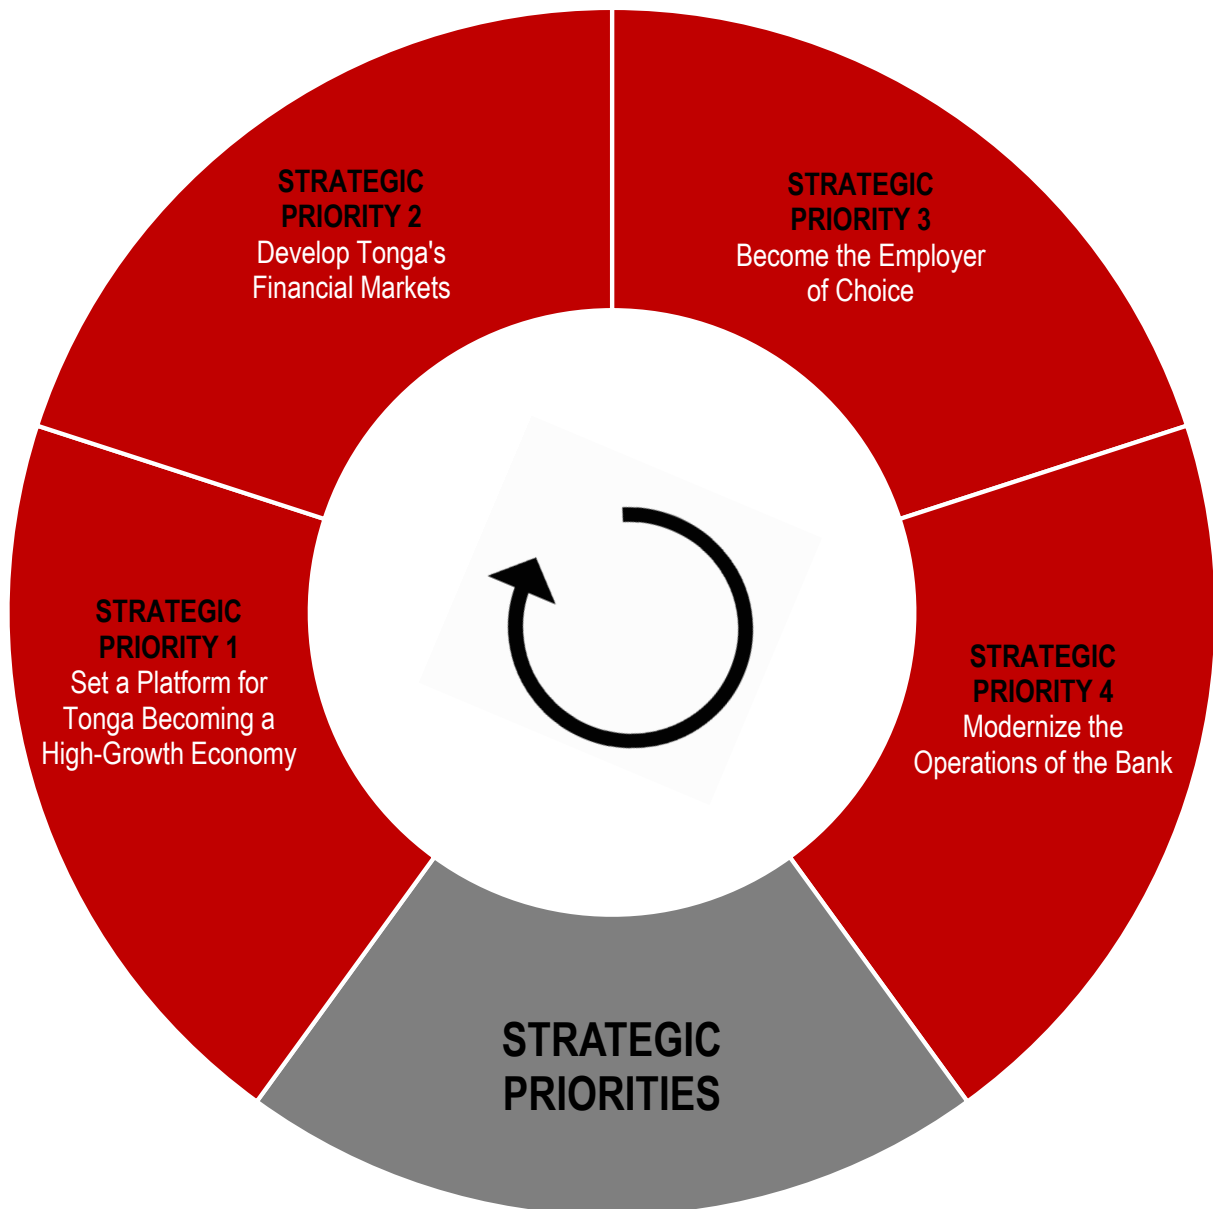 STRATEGIC
PRIORITY 2
Develop Tonga's
Financial Markets
STRATEGIC
PRIORITY 3
Become the Employer
of Choice
STRATEGIC
PRIORITY 1
Set a Platform for
Tonga Becoming a
High-Growth Economy
STRATEGIC
PRIORITY 4
Modernize the
Operations of the Bank
STRATEGIC
PRIORITIES